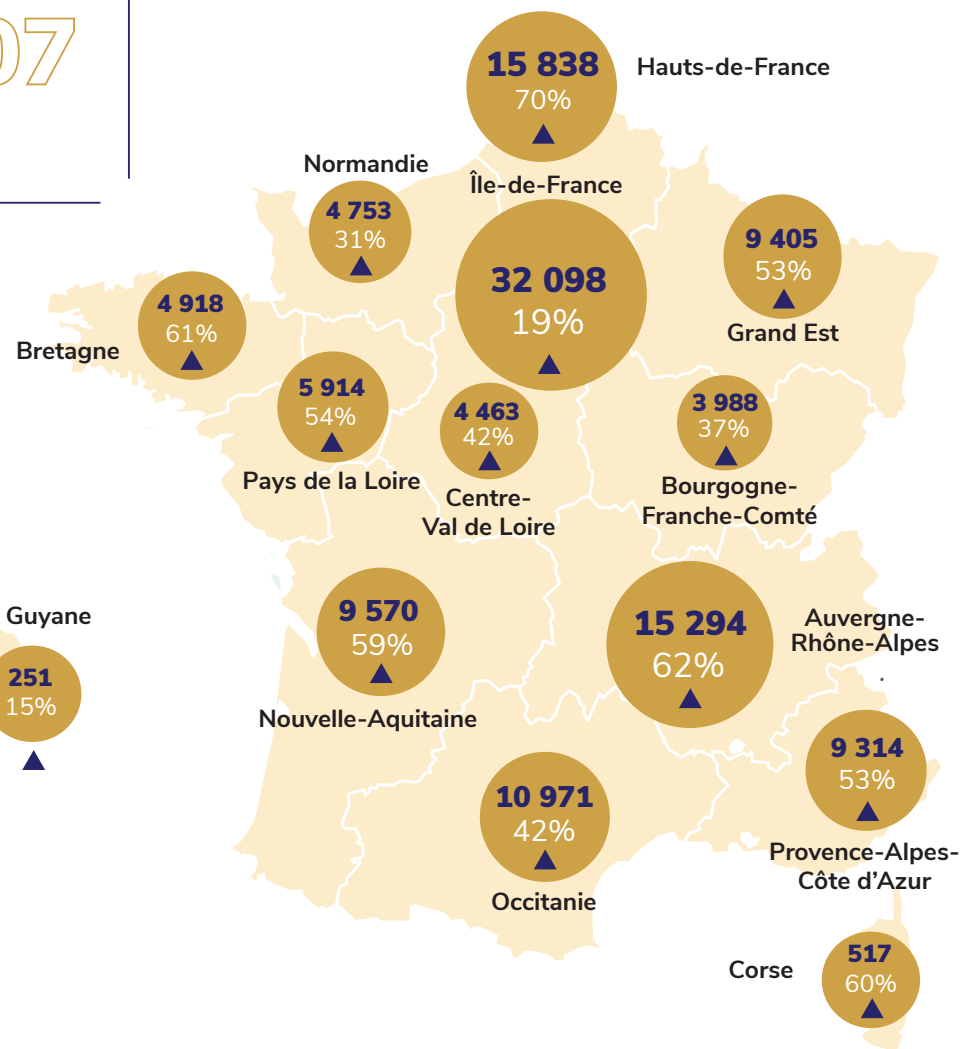 07
15 838
70%
Hauts-de-France
Normandie
4 753
31%
Île-de-France
32 098
19%
9 405
53%
Grand Est
4 918
61%
Bretagne
5 914
54%
Pays de la Loire
4 463
42%
Centre-
Val de Loire
3 988
37%
Bourgogne-
Franche-Comté
Guyane
251
15%
9 570
59%
Nouvelle-Aquitaine
15 294
62%
Auvergne-
Rhône-Alpes
9 314
53%
Provence-Alpes-
Côte d’Azur
10 971
42%
Occitanie
Corse
517
60%